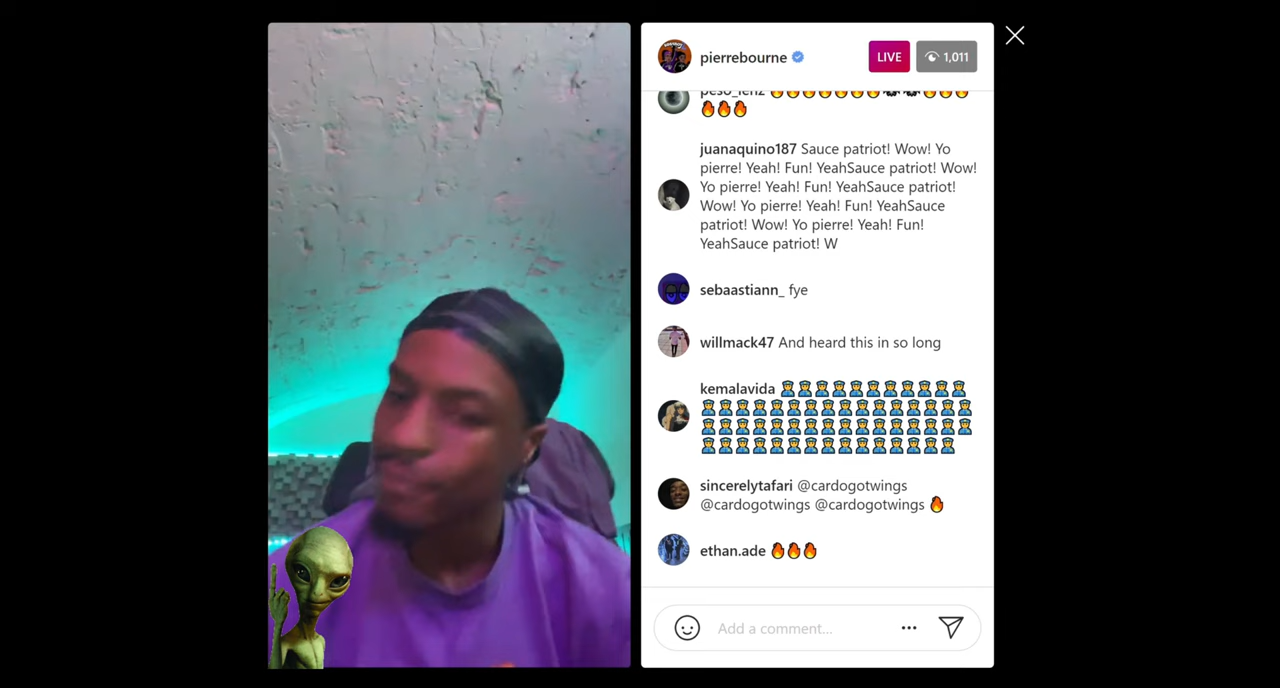 pierrebourne
LIVE
1,011
peso_lenz 🔥🔥🔥🔥🔥🔥🔥🔥🔥🔥
🔥🔥🔥
juanaquino187 Sauce patriot! Wow! Yo
pierre! Yeah! Fun! YeahSauce patriot! Wow!
Yo pierre! Yeah! Fun! YeahSauce patriot!
Wow! Yo pierre! Yeah! Fun! YeahSauce
patriot! Wow! Yo pierre! Yeah! Fun!
YeahSauce patriot! W
sebaastiann_ fye
willmack47 And heard this in so long
kemalavida
sincerelytafari @cardogotwings
@cardogotwings @cardogotwings 🔥
ethan.ade 🔥🔥🔥
Add a comment...